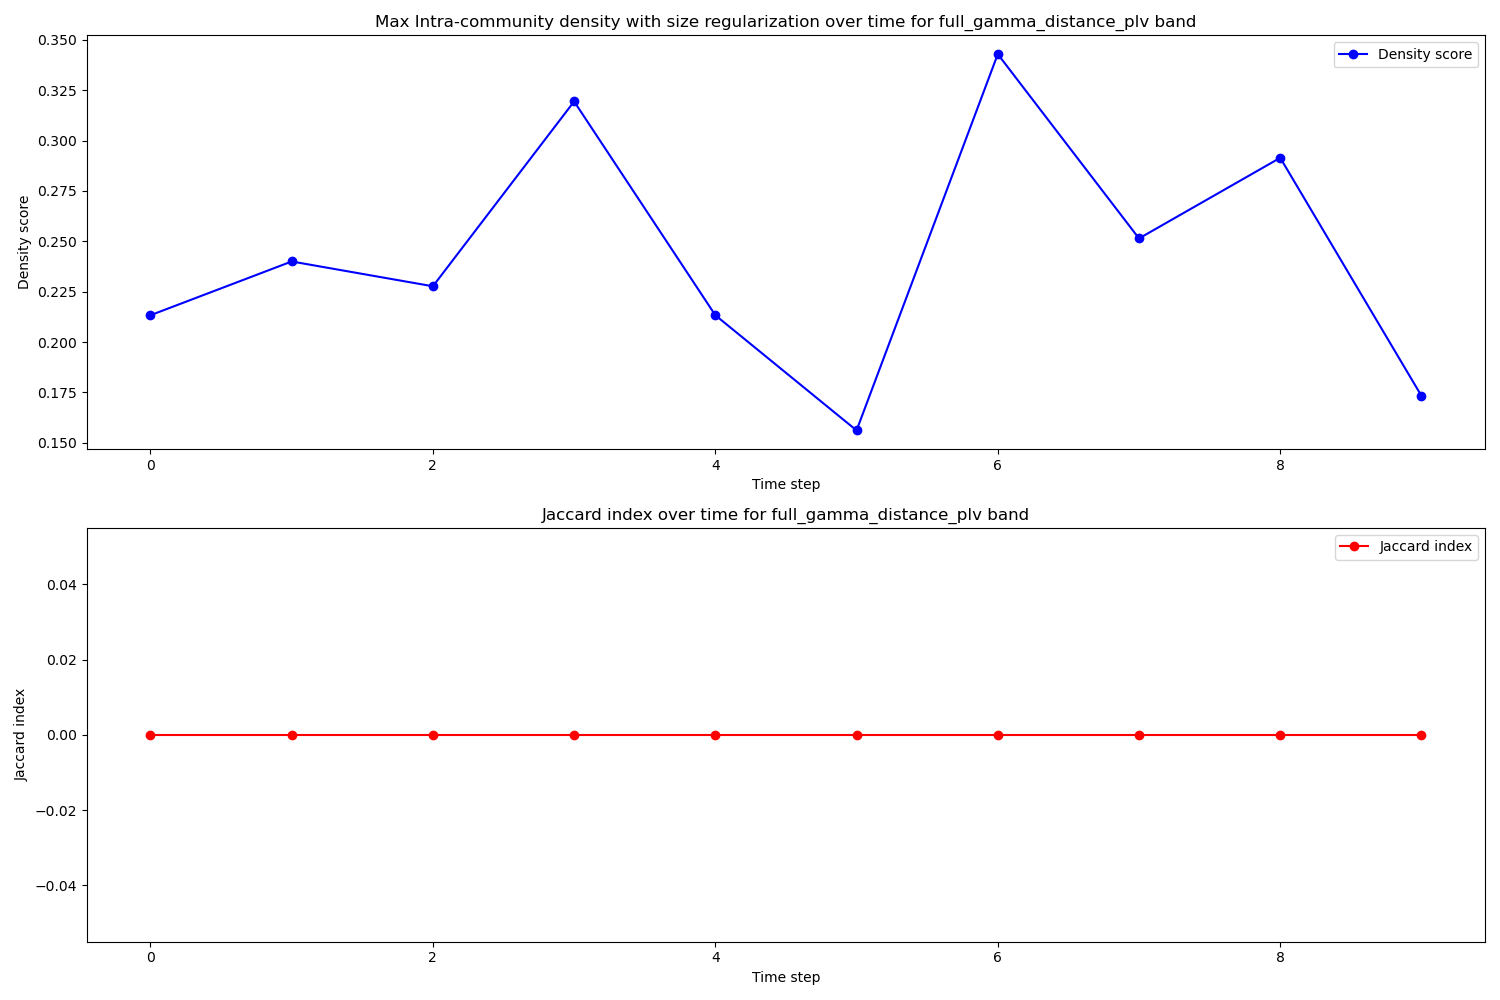 Max Intra-community density with size regularization over time for full_gamma_distance_plv band
0.350
0.325
0.300
0.275
0.250
0.225
0.200
0.175
0.150
Density score
Density score
0 2 4 6 8
Time step
Jaccard index over time for full_gamma_distance_plv band
0.04
0.02
0.00
−0.02
−0.04
Jaccard index
Jaccard index
0 2 4 6 8
Time step